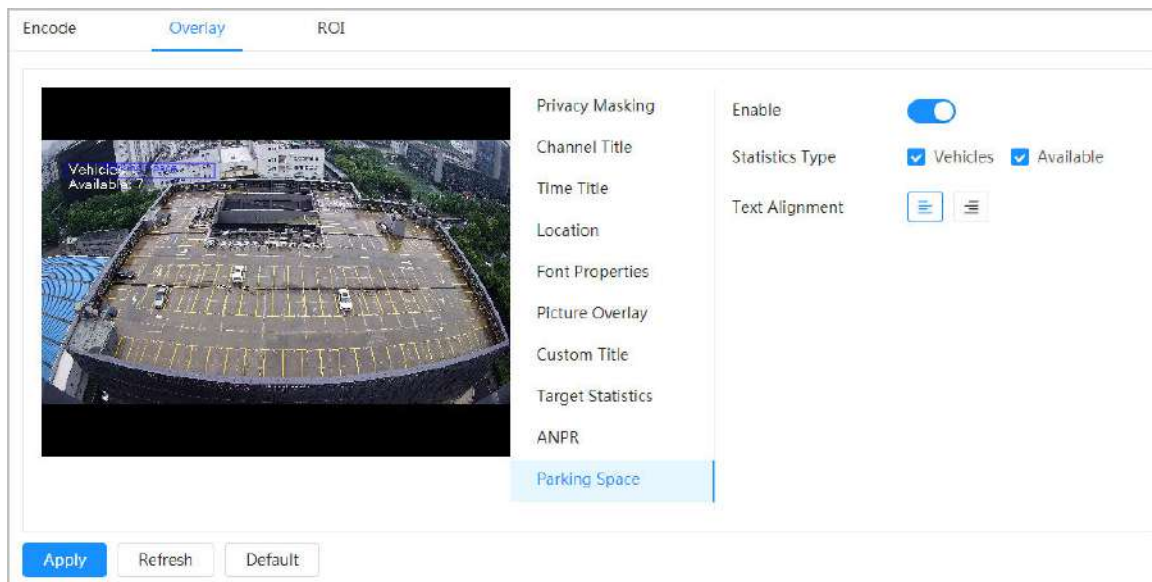 Encode Overlay ROI
Vehicles
Available: 7
Privacy Masking
Channel Title
Time Title
Location
Font Properties
Picture Overlay
Custom Title
Target Statistics
ANPR
Parking Space
Enable
Statistics Type Vehicles Available
Text Alignment
Apply Refresh Default